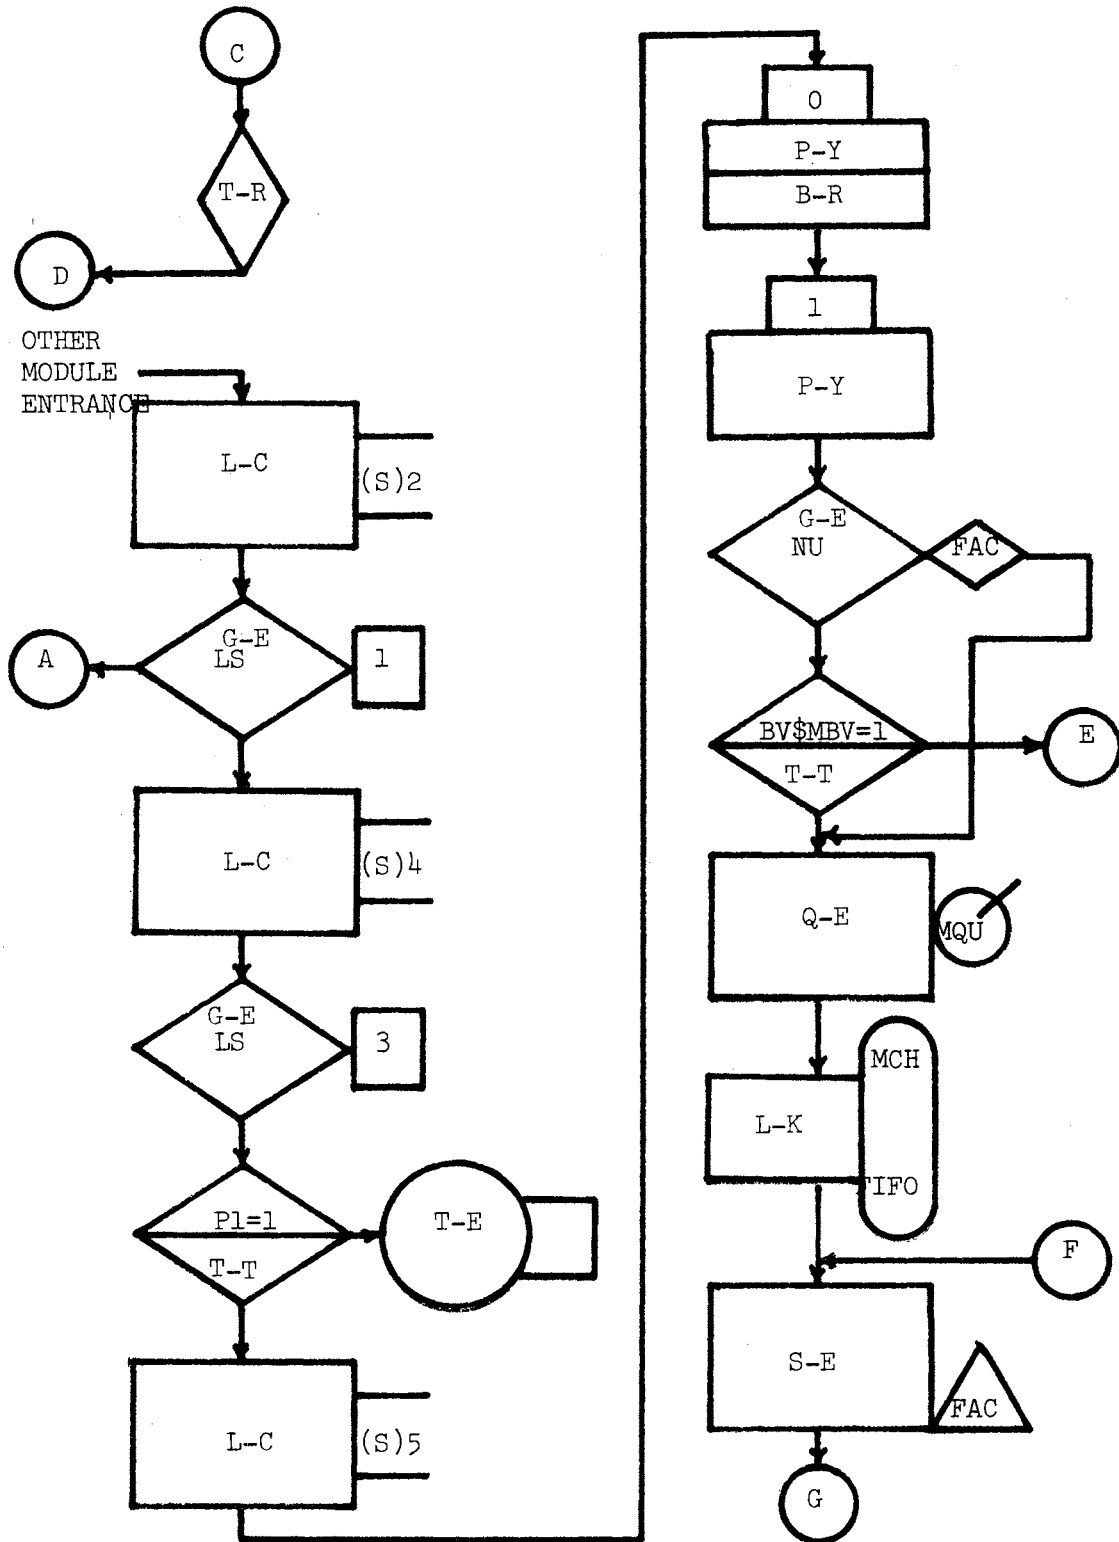 C
T-R
D
OTHER
MODULE
ENTRANCE
L-C
(S)2
G-E
LS
1
A
L-C
(S)4
G-E
LS
3
P1=1
T-T
T-E
L-C
(S)5
0
P-Y
B-R
1
P-Y
G-E
NU
FAC
BV$MBV=1
T-T
E
Q-E
MQU
MCH
L-K
FIFO
F
S-E
FAC
G